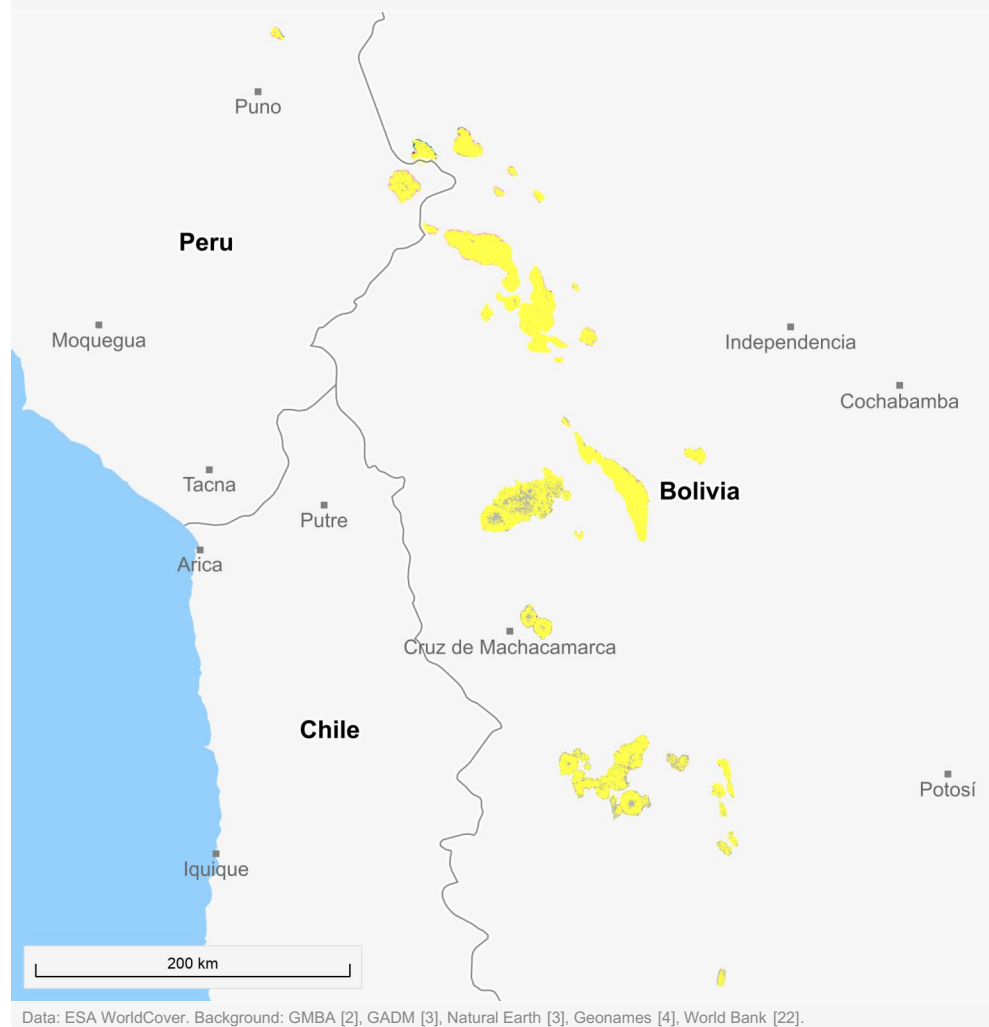 Puno
Peru
Moquegua
Independencia
Cochabamba
Tacna
Bolivia
Putre
Arica
Cruz de Machacamarca
Chile
Potosí
Iquique
200 km
Data: ESA WorldCover. Background: GMBA [2], GADM [3], Natural Earth [3], Geonames [4], World Bank [22].